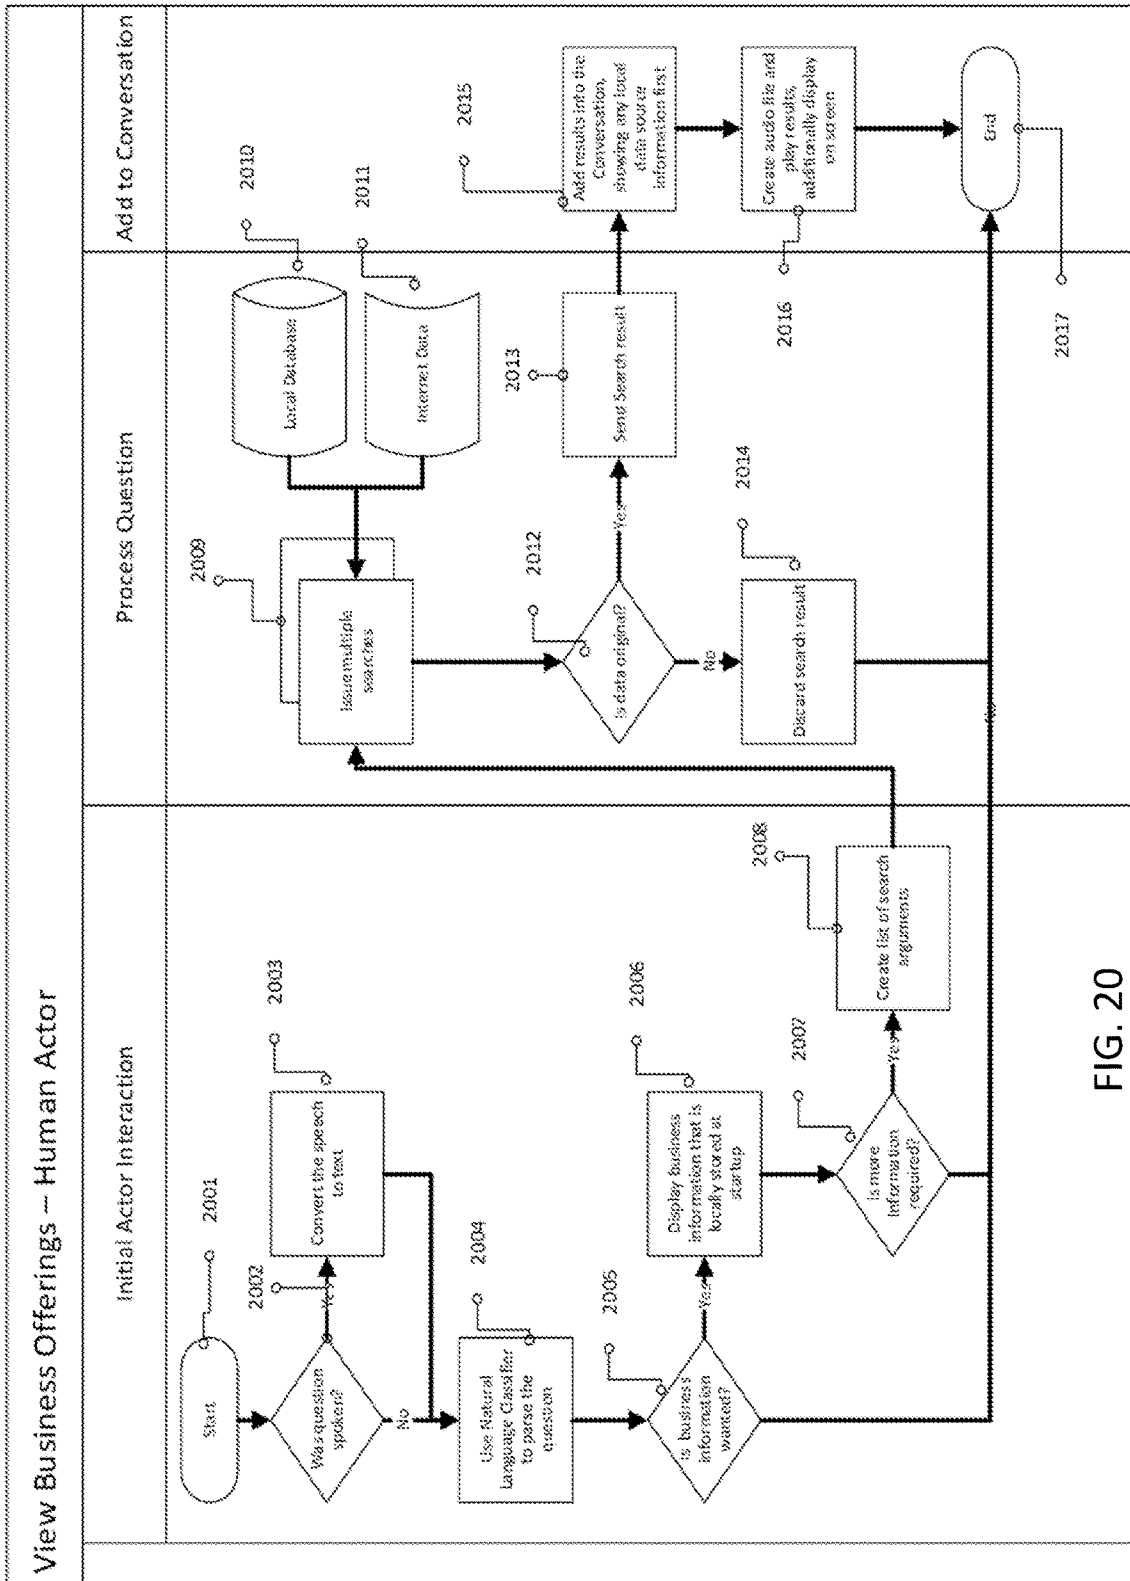 View Business Offerings – Human Actor
Initial Actor Interaction
Process Question
Add to Conversation
Start
2001
Was question
spoken?
2002
Yes
No
Convert the speech
to text
2003
Use Natural
Language Classifier
to parse the
question
2004
Is business
information
wanted?
2005
Yes
Display business
information that is
locally stored at
startup
2006
Is more
Information
required?
2007
Yes
Create list of search
arguments
2008
Issue multiple
searches
2009
Local Database
2010
Internet Data
2011
Is data original?
2012
Yes
No
Send Search result
2013
Discard search result
2014
No
Add results into the
Conversation,
showing any local
data source
information first
2015
Create audio file and
play results,
additionally display
on screen
2016
End
2017
FIG. 20